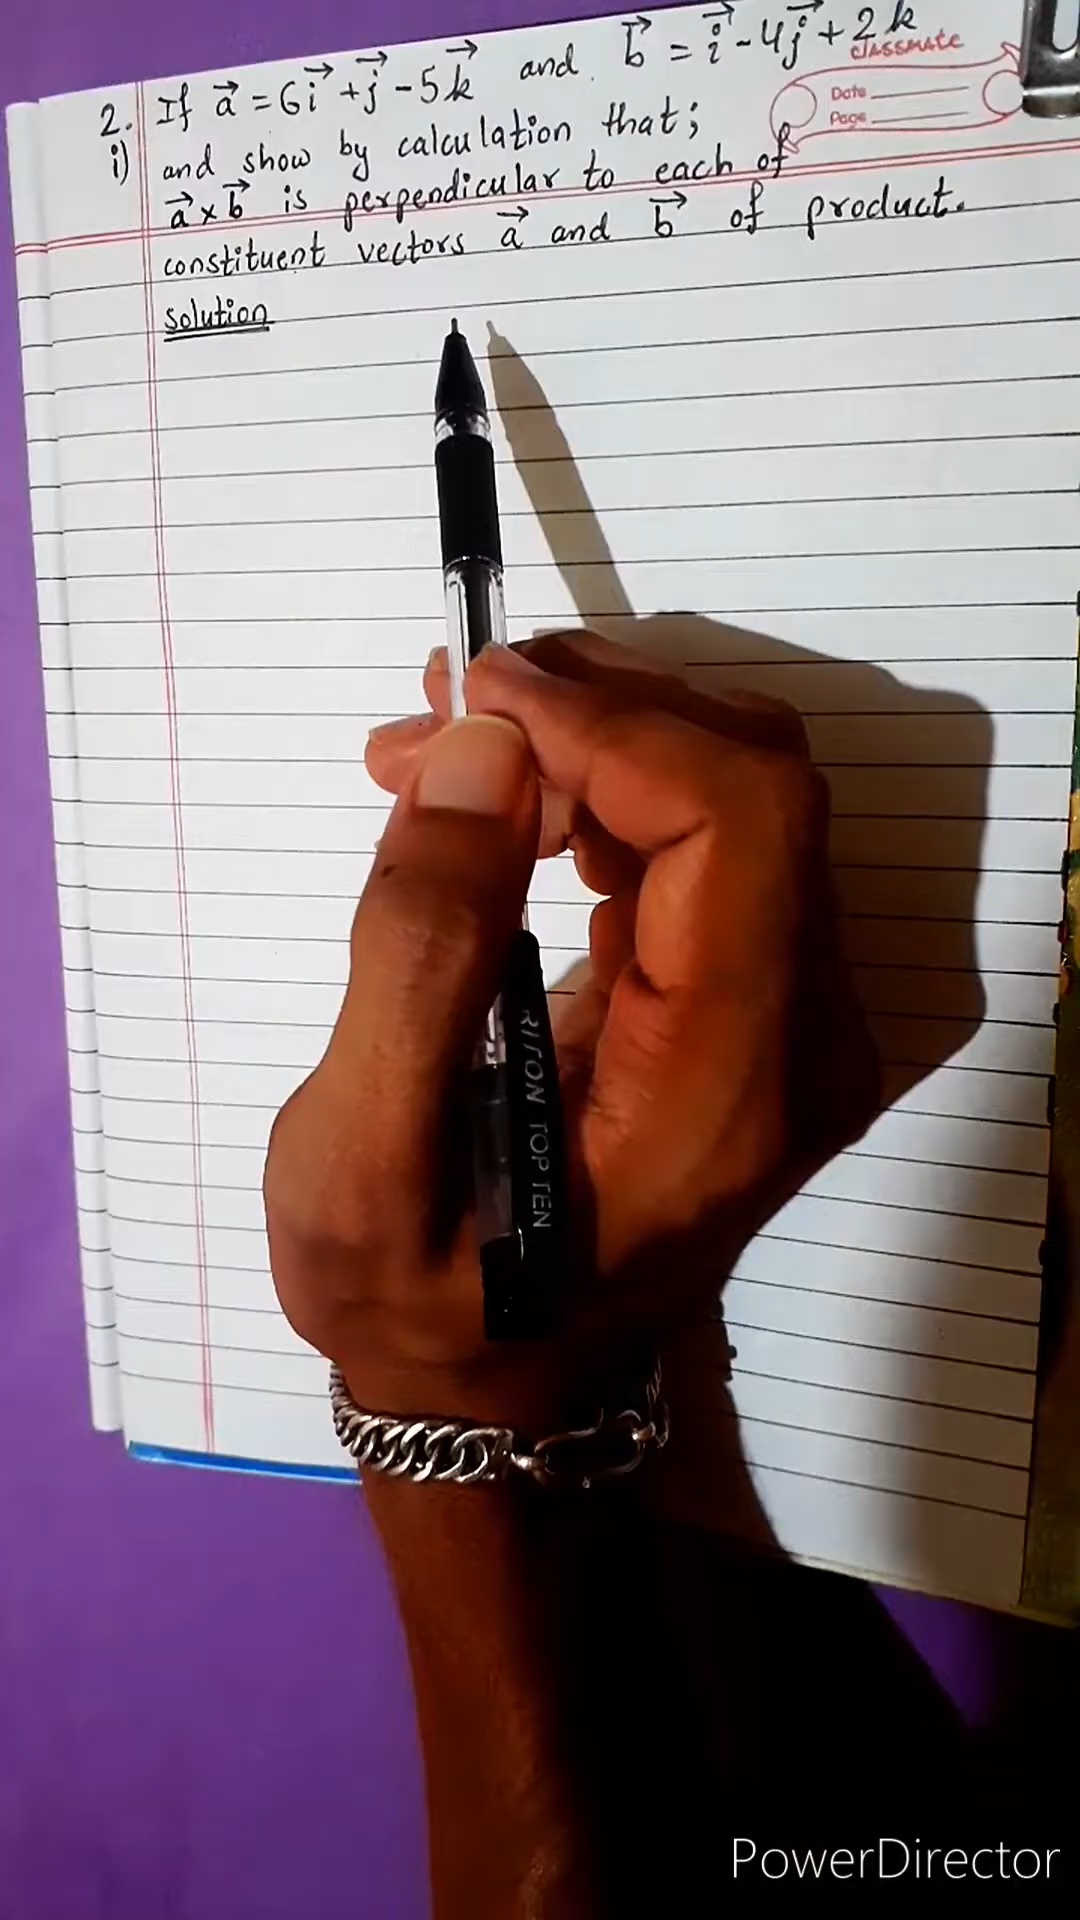 2. If a⃗ = 6i⃗ + j⃗ - 5k⃗ and b⃗ = i⃗ - 4j⃗ + 2k
CLASSMATE
Date
Page
i) and show by calculation that;
a⃗ x b⃗ is perpendicular to each of
constituent vectors a⃗ and b⃗ of product.
solution
RITON TOP TEN
PowerDirector